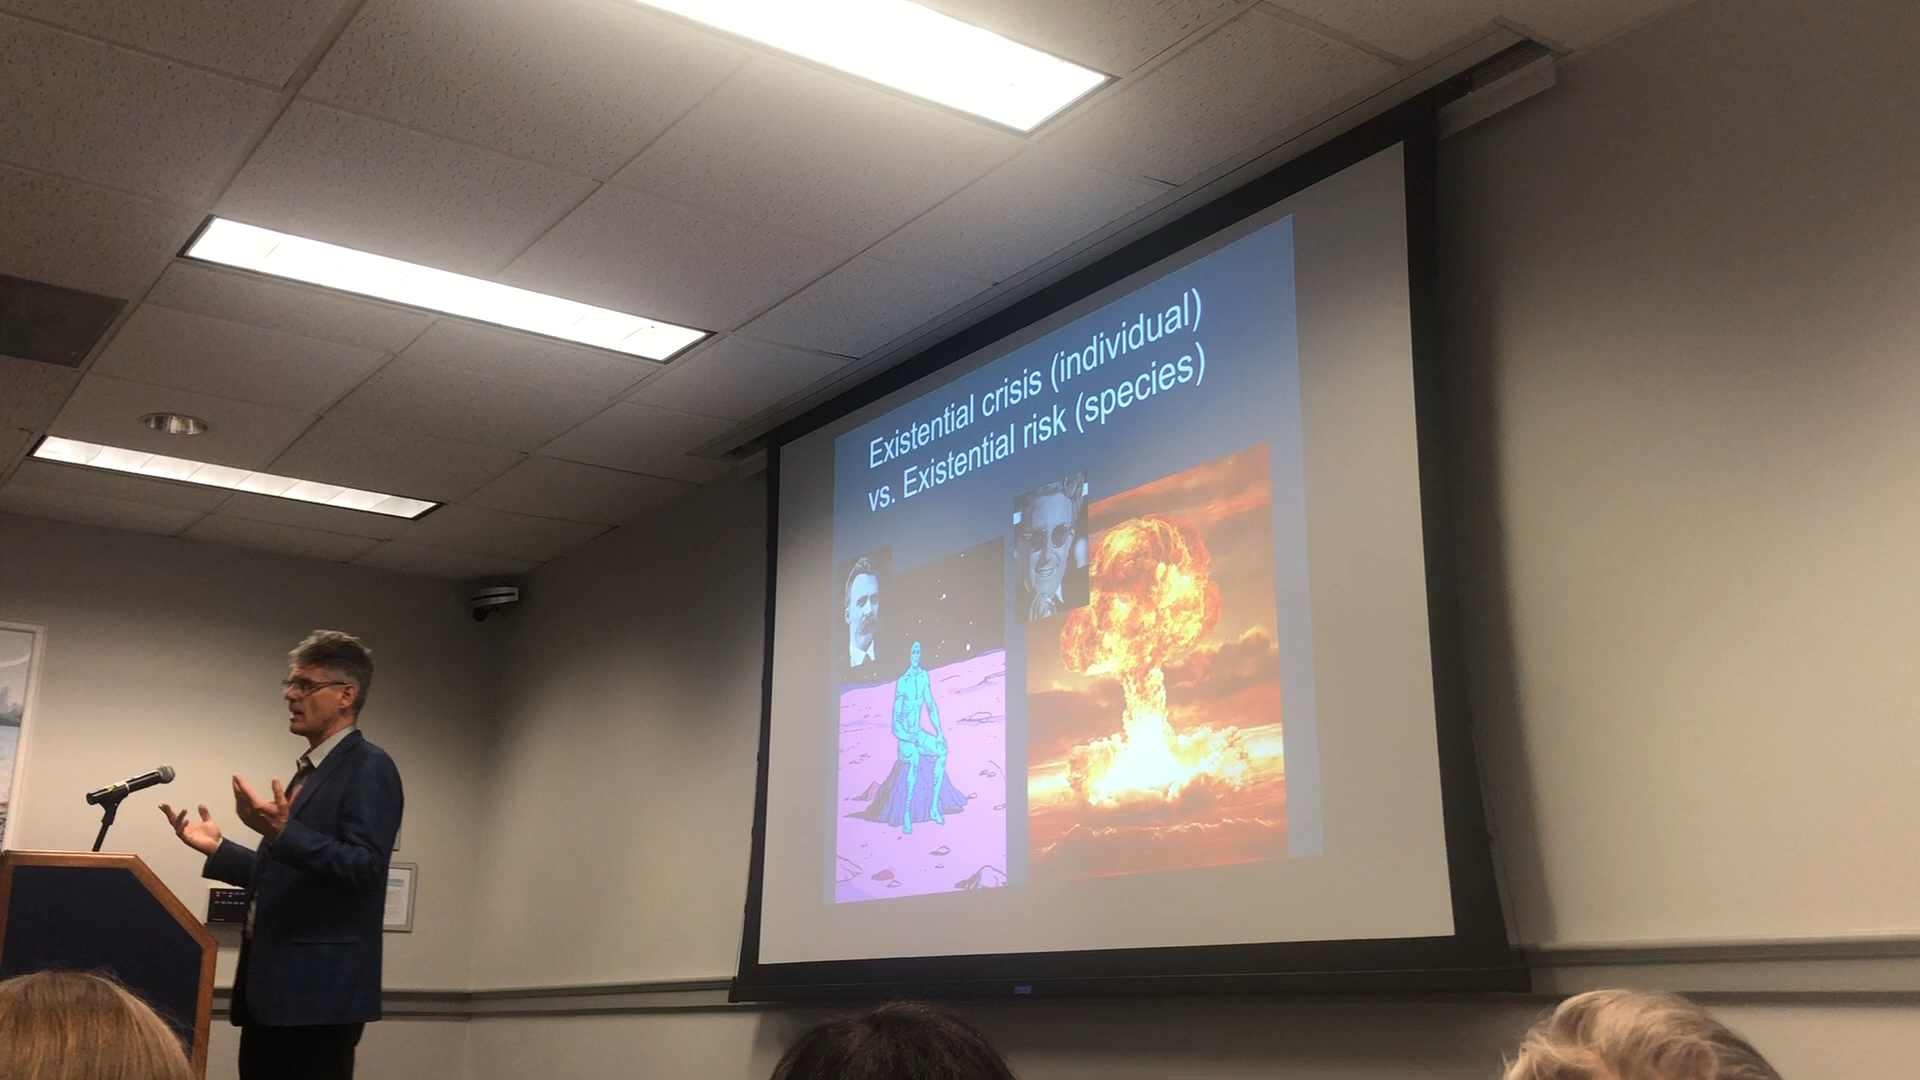 Existential crisis (individual)
vs. Existential risk (species)